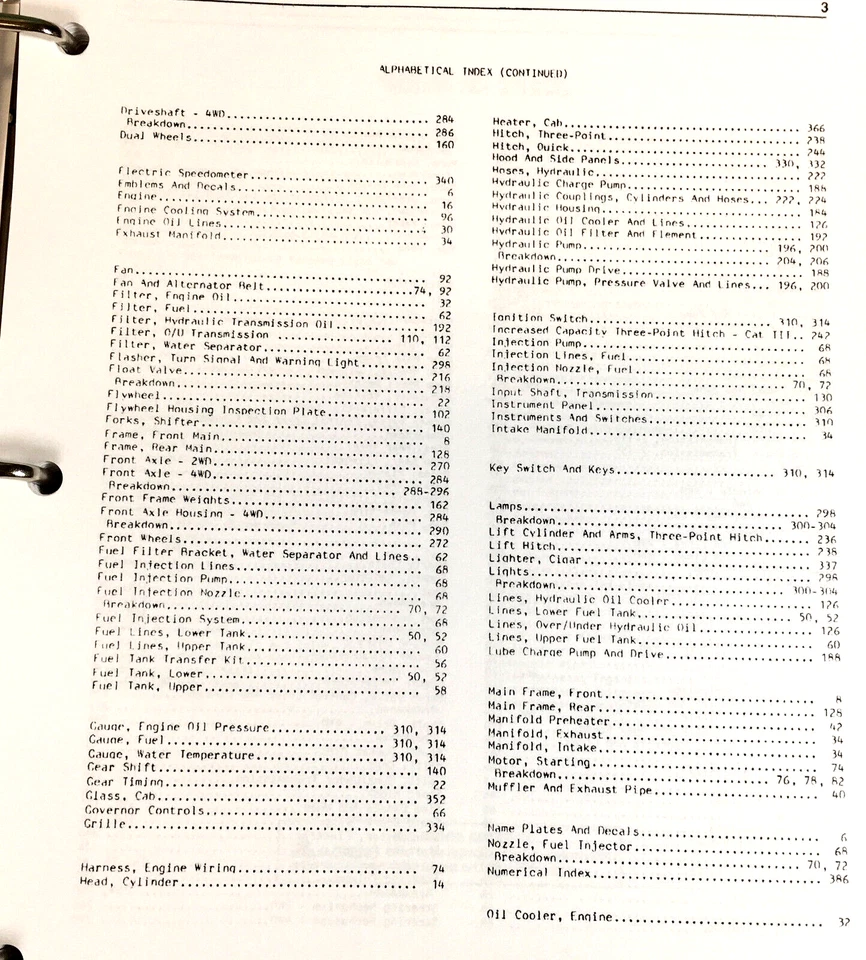 3
ALPHABETICAL INDEX (CONTINUED)
Driveshaft - 4WD.............................. 284
Breakdown.................................... 286
Dual Wheels................................... 160
Electric Speedometer.......................... 340
Emblems And Decals............................ 6
Engine........................................ 16
Engine Cooling System......................... 96
Engine Oil Lines.............................. 30
Exhaust Manifold.............................. 34
Fan........................................... 92
Fan And Alternator Belt.......................74, 92
Filter, Engine Oil............................ 32
Filter, Fuel.................................. 62
Filter, Hydraulic Transmission Oil............ 192
Filter, O/U Transmission ................. 110, 112
Filter, Water Separator....................... 62
Flasher, Turn Signal And Warning Light........ 298
Float Valve................................... 216
Breakdown.................................... 218
Flywheel...................................... 22
Flywheel Housing Inspection Plate............. 102
Forks, Shifter................................ 140
Frame, Front Main............................. 8
Frame, Rear Main.............................. 128
Front Axle - 2WD.............................. 270
Front Axle - 4WD.............................. 284
Breakdown................................ 288-296
Front Frame Weights........................... 162
Front Axle Housing - 4WD...................... 284
Breakdown.................................... 290
Front Wheels.................................. 272
Fuel Filter Bracket, Water Separator And Lines.. 62
Fuel Injection Lines.......................... 68
Fuel Injection Pump........................... 68
Fuel Injection Nozzle......................... 68
Breakdown................................. 70, 72
Fuel Injection System......................... 68
Fuel Lines, Lower Tank..................... 50, 52
Fuel Lines, Upper Tank........................ 60
Fuel Tank Transfer Kit........................ 56
Fuel Tank, Lower........................... 50, 52
Fuel Tank, Upper.............................. 58
Gauge, Engine Oil Pressure............... 310, 314
Gauge, Fuel.............................. 310, 314
Gauge, Water Temperature................. 310, 314
Gear Shift.................................... 140
Gear Timing................................... 22
Glass, Cab.................................... 352
Governor Controls............................. 66
Grille........................................ 334
Harness, Engine Wiring........................ 74
Head, Cylinder................................ 14
Heater, Cab................................... 366
Hitch, Three-Point............................ 238
Hitch, Quick.................................. 244
Hood And Side Panels..................... 330, 332
Hoses, Hydraulic.............................. 222
Hydraulic Charge Pump......................... 188
Hydraulic Couplings, Cylinders And Hoses... 222, 224
Hydraulic Housing............................. 184
Hydraulic Oil Cooler And Lines................ 126
Hydraulic Oil Filter And Element.............. 192
Hydraulic Pump........................... 196, 200
Breakdown............................... 204, 206
Hydraulic Pump Drive.......................... 188
Hydraulic Pump, Pressure Valve And Lines... 196, 200
Ignition Switch.......................... 310, 314
Increased Capacity Three-Point Hitch - Cat III.. 242
Injection Pump................................ 68
Injection Lines, Fuel......................... 68
Injection Nozzle, Fuel........................ 68
Breakdown................................. 70, 72
Input Shaft, Transmission..................... 130
Instrument Panel.............................. 306
Instruments And Switches...................... 310
Intake Manifold............................... 34
Key Switch And Keys...................... 310, 314
Lamps......................................... 298
Breakdown................................ 300-304
Lift Cylinder And Arms, Three-Point Hitch....... 236
Lift Hitch.................................... 238
Lighter, Cigar................................ 337
Lights........................................ 298
Breakdown................................ 300-304
Lines, Hydraulic Oil Cooler................... 126
Lines, Lower Fuel Tank..................... 50, 52
Lines, Over/Under Hydraulic Oil............... 126
Lines, Upper Fuel Tank........................ 60
Lube Charge Pump And Drive.................... 188
Main Frame, Front............................. 8
Main Frame, Rear.............................. 128
Manifold Preheater............................ 42
Manifold, Exhaust............................. 34
Manifold, Intake.............................. 34
Motor, Starting............................... 74
Breakdown............................. 76, 78, 82
Muffler And Exhaust Pipe...................... 40
Name Plates And Decals........................ 6
Nozzle, Fuel Injector......................... 68
Breakdown................................. 70, 72
Numerical Index............................... 386
Oil Cooler, Engine............................ 32